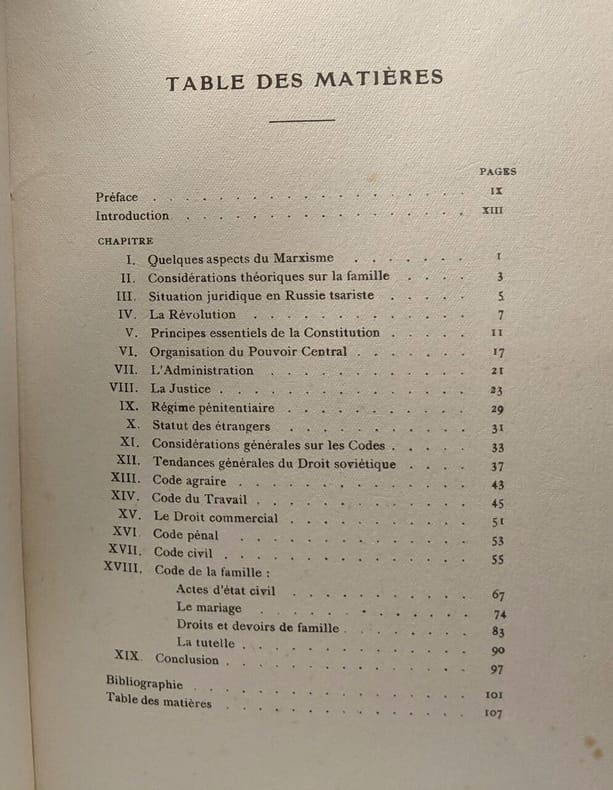 TABLE DES MATIÈRES
PAGES
Préface . . . . . . . . . . . . . . . . IX
Introduction . . . . . . . . . . . . . . XIII
CHAPITRE
I. Quelques aspects du Marxisme . . . . . . 1
II. Considérations théoriques sur la famille . . . . 3
III. Situation juridique en Russie tsariste . . . . . 5
IV. La Révolution . . . . . . . . . . . 7
V. Principes essentiels de la Constitution . . . . . 11
VI. Organisation du Pouvoir Central . . . . . . 17
VII. L'Administration . . . . . . . . . . 21
VIII. La Justice . . . . . . . . . . . . 23
IX. Régime pénitentiaire . . . . . . . . . 29
X. Statut des étrangers . . . . . . . . . 31
XI. Considérations générales sur les Codes . . . . . 33
XII. Tendances générales du Droit soviétique . . . . 37
XIII. Code agraire . . . . . . . . . . . 43
XIV. Code du Travail . . . . . . . . . . 45
XV. Le Droit commercial . . . . . . . . . 51
XVI. Code pénal . . . . . . . . . . . 53
XVII. Code civil . . . . . . . . . . . . 55
XVIII. Code de la famille :
Actes d'état civil . . . . . . . . . 67
Le mariage . . . . . . . . . . 74
Droits et devoirs de famille . . . . . . 83
La tutelle . . . . . . . . . . . 90
XIX. Conclusion . . . . . . . . . . . . 97
Bibliographie . . . . . . . . . . . . . 101
Table des matières . . . . . . . . . . . . 107